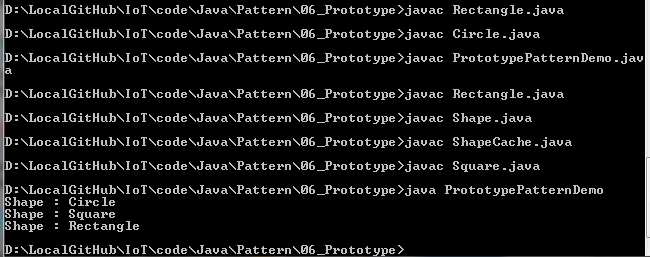 D:\LocalGitHub\IoT\code\Java\Pattern\06_Prototype>javac Rectangle.java
D:\LocalGitHub\IoT\code\Java\Pattern\06_Prototype>javac Circle.java
D:\LocalGitHub\IoT\code\Java\Pattern\06_Prototype>javac PrototypePatternDemo.jav
a
D:\LocalGitHub\IoT\code\Java\Pattern\06_Prototype>javac Rectangle.java
D:\LocalGitHub\IoT\code\Java\Pattern\06_Prototype>javac Shape.java
D:\LocalGitHub\IoT\code\Java\Pattern\06_Prototype>javac ShapeCache.java
D:\LocalGitHub\IoT\code\Java\Pattern\06_Prototype>javac Square.java
D:\LocalGitHub\IoT\code\Java\Pattern\06_Prototype>java PrototypePatternDemo
Shape : Circle
Shape : Square
Shape : Rectangle
D:\LocalGitHub\IoT\code\Java\Pattern\06_Prototype>